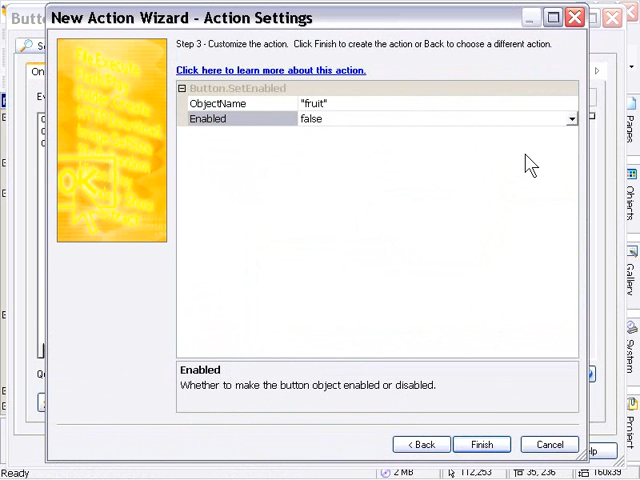 Butto
New Action Wizard - Action Settings
Step 3 - Customize the action. Click Finish to create the action or Back to choose a different action.
Click here to learn more about this action.
Button.SetEnabled
ObjectName "fruit"
Enabled false
Enabled
Whether to make the button object enabled or disabled.
< Back Finish Cancel
Pages
Objects
Gallery
System
Project
On
OK
Ready 2 MB 112,253 35, 236 160x39